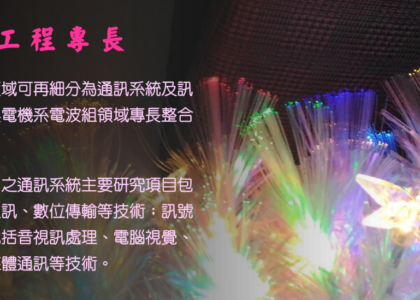 工程專長
域可再細分為通訊系統及訊
電機系電波組領域專長整合
之通訊系統主要研究項目包
訊、數位傳輸等技術；訊號
括音視訊處理、電腦視覺、
體通訊等技術。